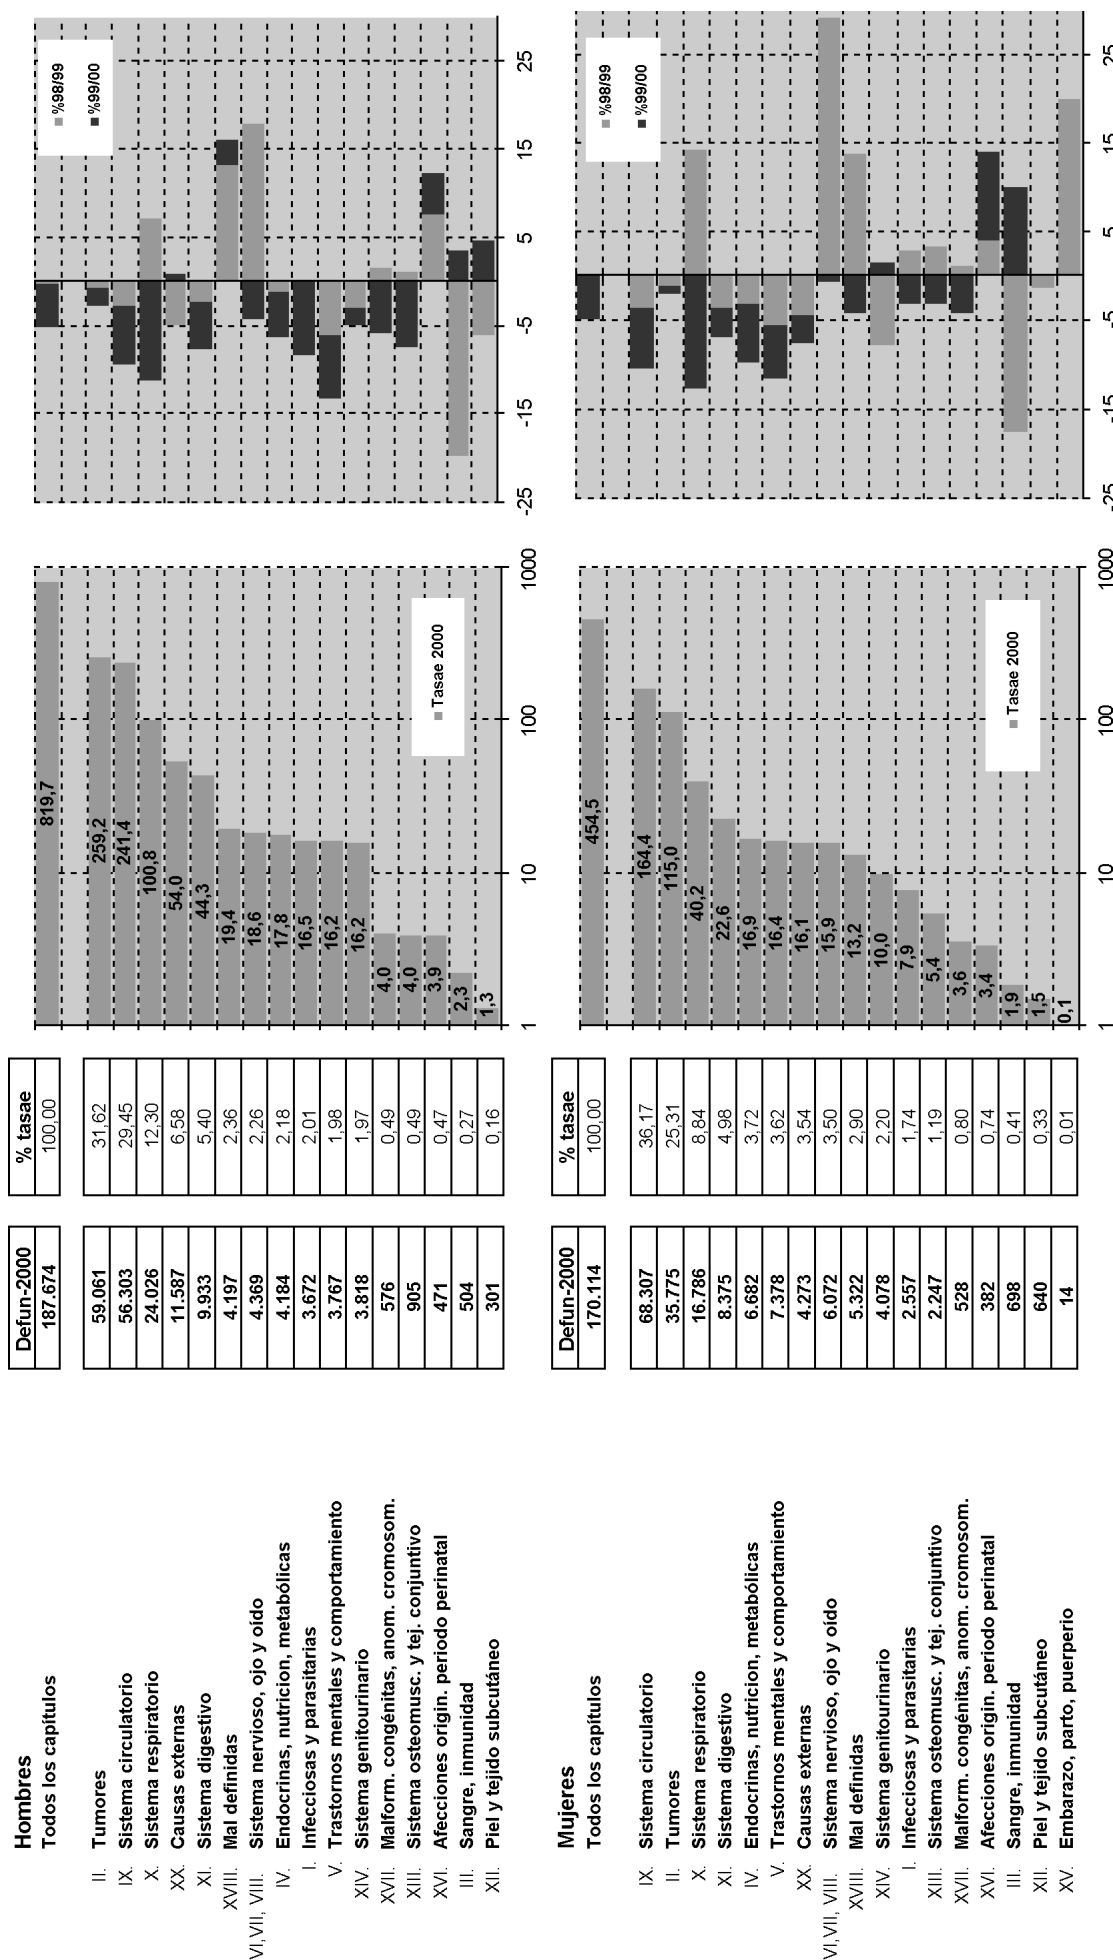 Hombres Defun-2000 % tasae
Todos los capítulos 187.674 100,00 819,7
II. Tumores 59.061 31,62 259,2
IX. Sistema circulatorio 56.303 29,45 241,4
X. Sistema respiratorio 24.026 12,30 100,8
XX. Causas externas 11.587 6,58 54,0
XI. Sistema digestivo 9.933 5,40 44,3
XVIII. Mal definidas 4.197 2,36 19,4
VI,VII, VIII. Sistema nervioso, ojo y oído 4.369 2,26 18,6
IV. Endocrinas, nutricion, metabólicas 4.184 2,18 17,8
I. Infecciosas y parasitarias 3.672 2,01 16,5
V. Trastornos mentales y comportamiento 3.767 1,98 16,2
XIV. Sistema genitourinario 3.818 1,97 16,2
XVII. Malform. congénitas, anom. cromosom. 576 0,49 4,0
XIII. Sistema osteomusc. y tej. conjuntivo 905 0,49 4,0
XVI. Afecciones origin. periodo perinatal 471 0,47 3,9
III. Sangre, inmunidad 504 0,27 2,3
XII. Piel y tejido subcutáneo 301 0,16 1,3
1 10 100 1000
Tasae 2000
-25 -15 -5 5 15 25
%98/99
%99/00
Mujeres Defun-2000 % tasae
Todos los capítulos 170.114 100,00 454,5
IX. Sistema circulatorio 68.307 36,17 164,4
II. Tumores 35.775 25,31 115,0
X. Sistema respiratorio 16.786 8,84 40,2
XI. Sistema digestivo 8.375 4,98 22,6
IV. Endocrinas, nutricion, metabólicas 6.682 3,72 16,9
V. Trastornos mentales y comportamiento 7.378 3,62 16,4
XX. Causas externas 4.273 3,54 16,1
VI,VII, VIII. Sistema nervioso, ojo y oído 6.072 3,50 15,9
XVIII. Mal definidas 5.322 2,90 13,2
XIV. Sistema genitourinario 4.078 2,20 10,0
I. Infecciosas y parasitarias 2.557 1,74 7,9
XIII. Sistema osteomusc. y tej. conjuntivo 2.247 1,19 5,4
XVII. Malform. congénitas, anom. cromosom. 528 0,80 3,6
XVI. Afecciones origin. periodo perinatal 382 0,74 3,4
III. Sangre, inmunidad 698 0,41 1,9
XII. Piel y tejido subcutáneo 640 0,33 1,5
XV. Embarazo, parto, puerperio 14 0,01 0,1
1 10 100 1000
Tasae 2000
-25 -15 -5 5 15 25
%98/99
%99/00